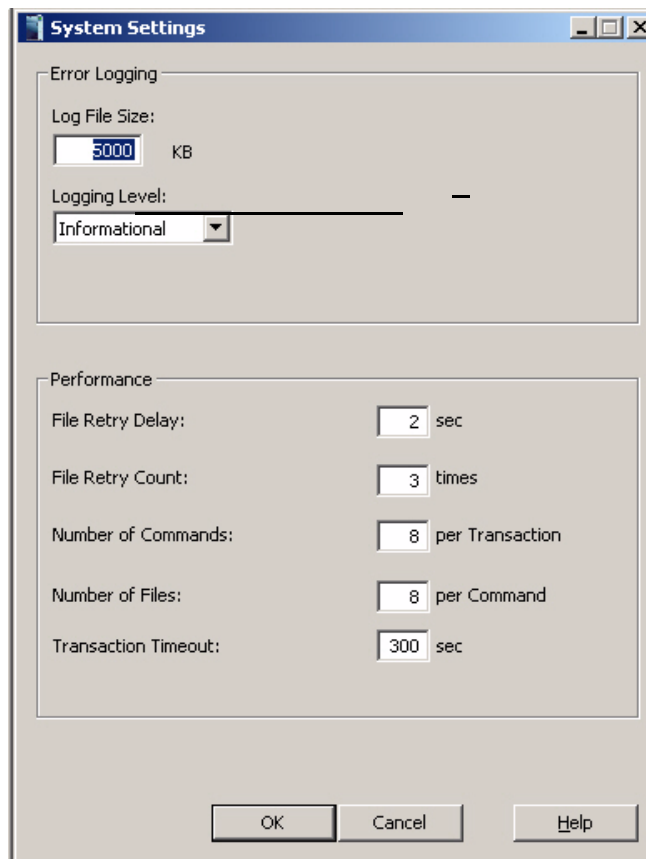 System Settings
Error Logging
Log File Size:
5000 KB
Logging Level:
Informational
Performance
File Retry Delay: 2 sec
File Retry Count: 3 times
Number of Commands: 8 per Transaction
Number of Files: 8 per Command
Transaction Timeout: 300 sec
OK Cancel Help